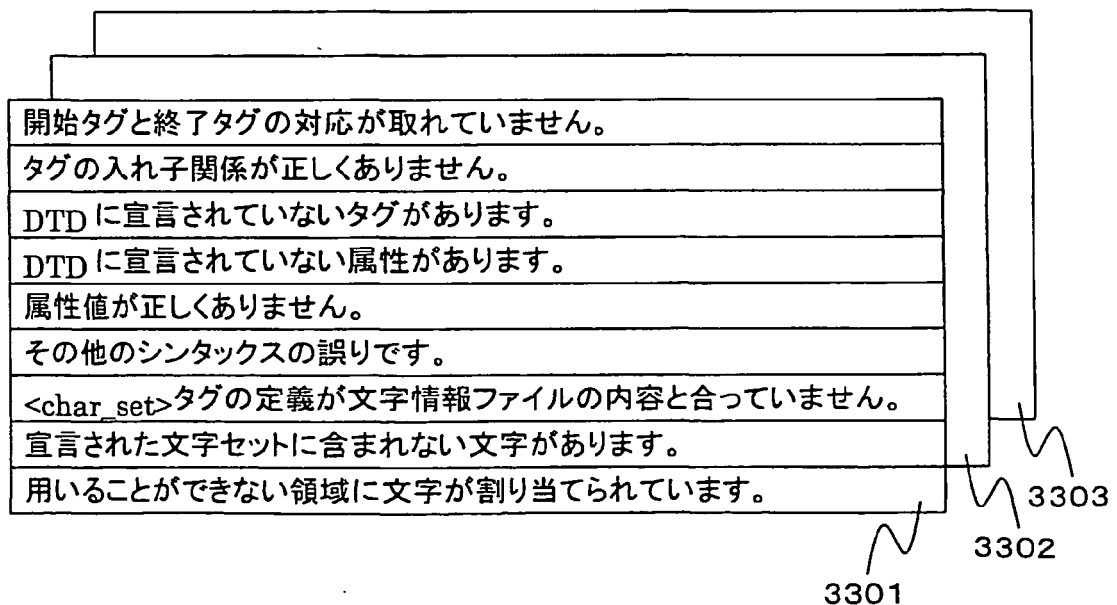 開始タグと終了タグの対応が取れていません。
タグの入れ子関係が正しくありません。
DTDに宣言されていないタグがあります。
DTDに宣言されていない属性があります。
属性値が正しくありません。
その他のシンタックスの誤りです。
<char_set>タグの定義が文字情報ファイルの内容と合っていません。
宣言された文字セットに含まれない文字があります。
用いることができない領域に文字が割り当てられています。
3303
3302
3301